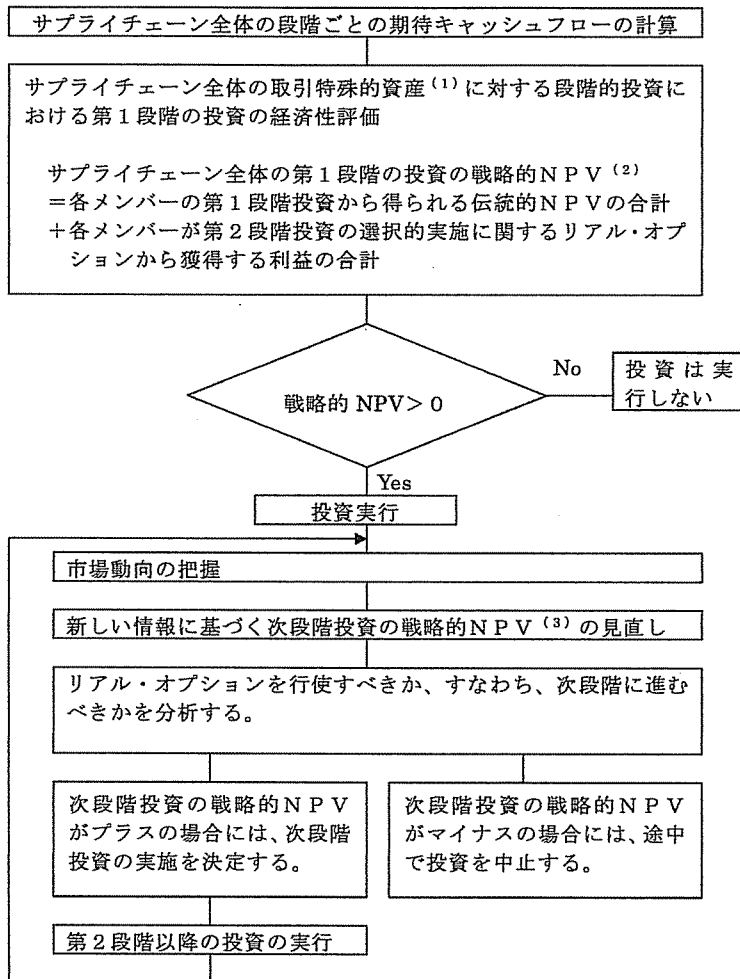 サプライチェーン全体の段階ごとの期待キャッシュフローの計算
サプライチェーン全体の取引特殊的資産(1)に対する段階的投資に
おける第1段階の投資の経済性評価
サプライチェーン全体の第1段階の投資の戦略的NPV(2)
=各メンバーの第1段階投資から得られる伝統的NPVの合計
+各メンバーが第2段階投資の選択的実施に関するリアル・オプ
ションから獲得する利益の合計
戦略的 NPV>0
No
投資は実
行しない
Yes
投資実行
市場動向の把握
新しい情報に基づく次段階投資の戦略的NPV(3)の見直し
リアル・オプションを行使すべきか、すなわち、次段階に進む
べきかを分析する。
次段階投資の戦略的NPV
がプラスの場合には、次段階
投資の実施を決定する。
次段階投資の戦略的NPV
がマイナスの場合には、途中
で投資を中止する。
第2段階以降の投資の実行